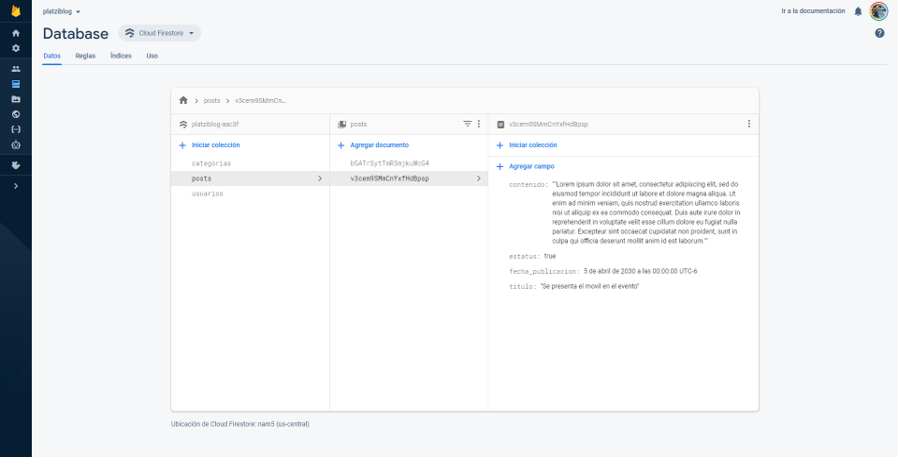 platziblog
Ir a la documentación
Database
Cloud Firestore
Datos Reglas Índices Uso
posts v3cem9SMmCn...
platziblog-aac3f
posts
v3cem9SMmCnYxfHdBpsp
Iniciar colección
Agregar documento
Iniciar colección
categorias
posts
usuarios
bGATrSytTmRSmjkuWcG4
v3cem9SMmCnYxfHdBpsp
Agregar campo
contenido: "'Lorem ipsum dolor sit amet, consectetur adipiscing elit, sed do
eiusmod tempor incididunt ut labore et dolore magna aliqua. Ut
enim ad minim veniam, quis nostrud exercitation ullamco laboris
nisi ut aliquip ex ea commodo consequat. Duis aute irure dolor in
reprehenderit in voluptate velit esse cillum dolore eu fugiat nulla
pariatur. Excepteur sint occaecat cupidatat non proident, sunt in
culpa qui officia deserunt mollit anim id est laborum.'"
estatus: true
fecha_publicacion: 5 de abril de 2030 a las 00:00:00 UTC-6
titulo: "Se presenta el movil en el evento"
Ubicación de Cloud Firestore: nam5 (us-central)